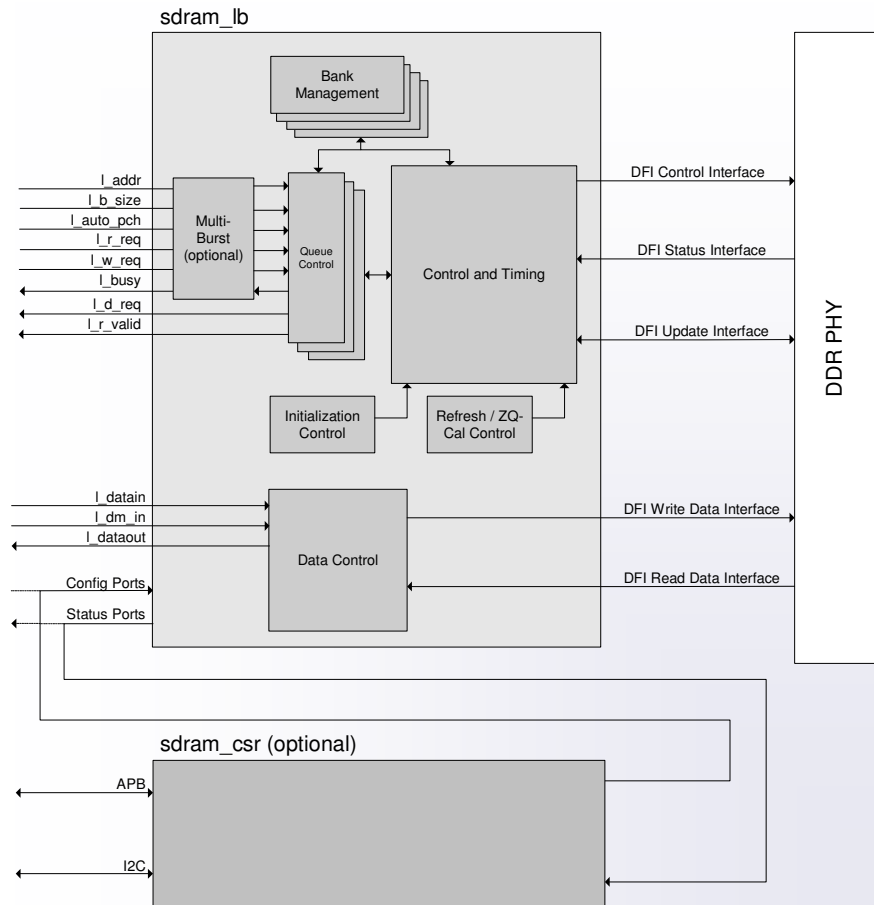 sdram_lb
Bank
Management
l_addr
l_b_size
l_auto_pch
l_r_req
l_w_req
l_busy
l_d_req
l_r_valid
Multi-
Burst
(optional)
Queue
Control
Control and Timing
DFI Control Interface
DFI Status Interface
DFI Update Interface
DDR PHY
Initialization
Control
Refresh / ZQ-
Cal Control
l_datain
l_dm_in
l_dataout
Data Control
DFI Write Data Interface
DFI Read Data Interface
Config Ports
Status Ports
sdram_csr (optional)
APB
I2C